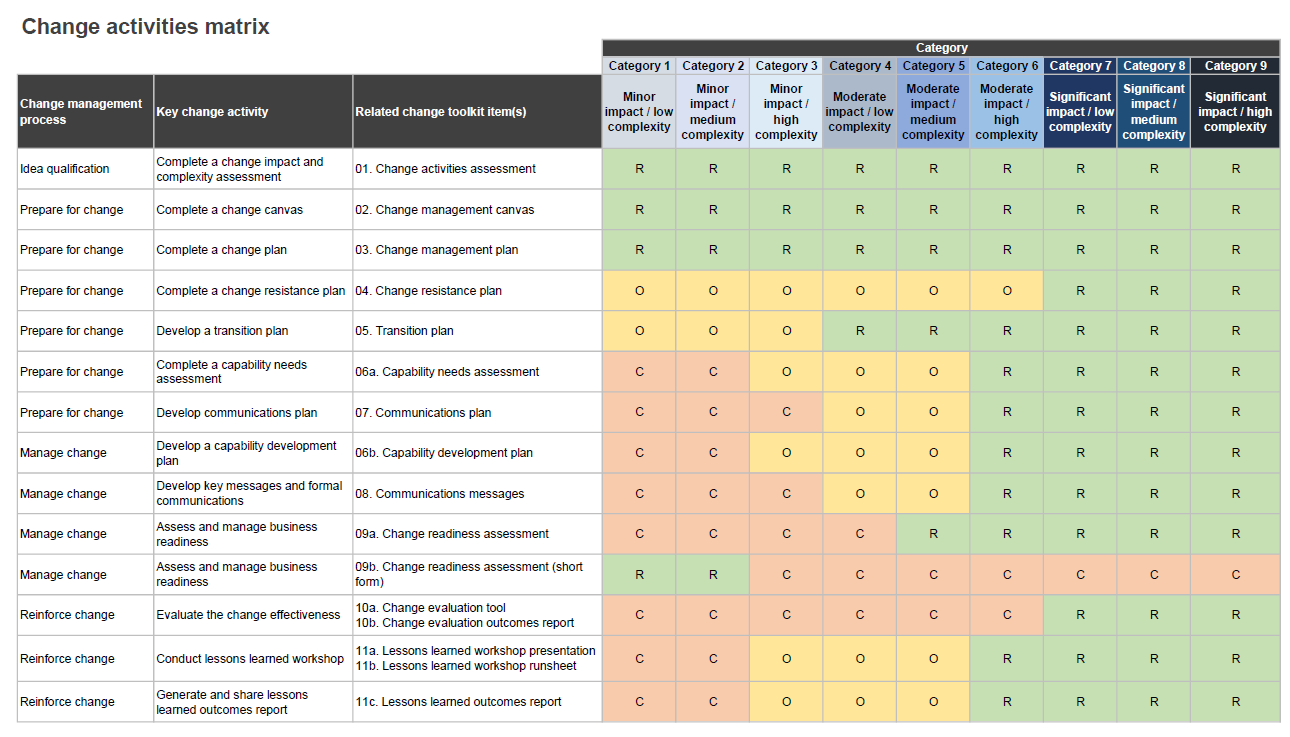 Change activities matrix
Category
Category 1 Category 2 Category 3 Category 4 Category 5 Category 6 Category 7 Category 8 Category 9
Change management process
Key change activity
Related change toolkit item(s)
Minor impact / low complexity
Minor impact / medium complexity
Minor impact / high complexity
Moderate impact / low complexity
Moderate impact / medium complexity
Moderate impact / high complexity
Significant impact / low complexity
Significant impact / medium complexity
Significant impact / high complexity
Idea qualification Complete a change impact and complexity assessment 01. Change activities assessment R R R R R R R R R
Prepare for change Complete a change canvas 02. Change management canvas R R R R R R R R R
Prepare for change Complete a change plan 03. Change management plan R R R R R R R R R
Prepare for change Complete a change resistance plan 04. Change resistance plan O O O O O O R R R
Prepare for change Develop a transition plan 05. Transition plan O O O R R R R R R
Prepare for change Complete a capability needs assessment 06a. Capability needs assessment C C O O O R R R R
Prepare for change Develop communications plan 07. Communications plan C C C O O R R R R
Manage change Develop a capability development plan 06b. Capability development plan C C O O O R R R R
Manage change Develop key messages and formal communications 08. Communications messages C C C O O R R R R
Manage change Assess and manage business readiness 09a. Change readiness assessment C C C C R R R R R
Manage change Assess and manage business readiness 09b. Change readiness assessment (short form) R R C C C C C C C
Reinforce change Evaluate the change effectiveness 10a. Change evaluation tool 10b. Change evaluation outcomes report C C C C C C R R R
Reinforce change Conduct lessons learned workshop 11a. Lessons learned workshop presentation 11b. Lessons learned workshop runsheet C C O O O R R R R
Reinforce change Generate and share lessons learned outcomes report 11c. Lessons learned outcomes report C C O O O R R R R